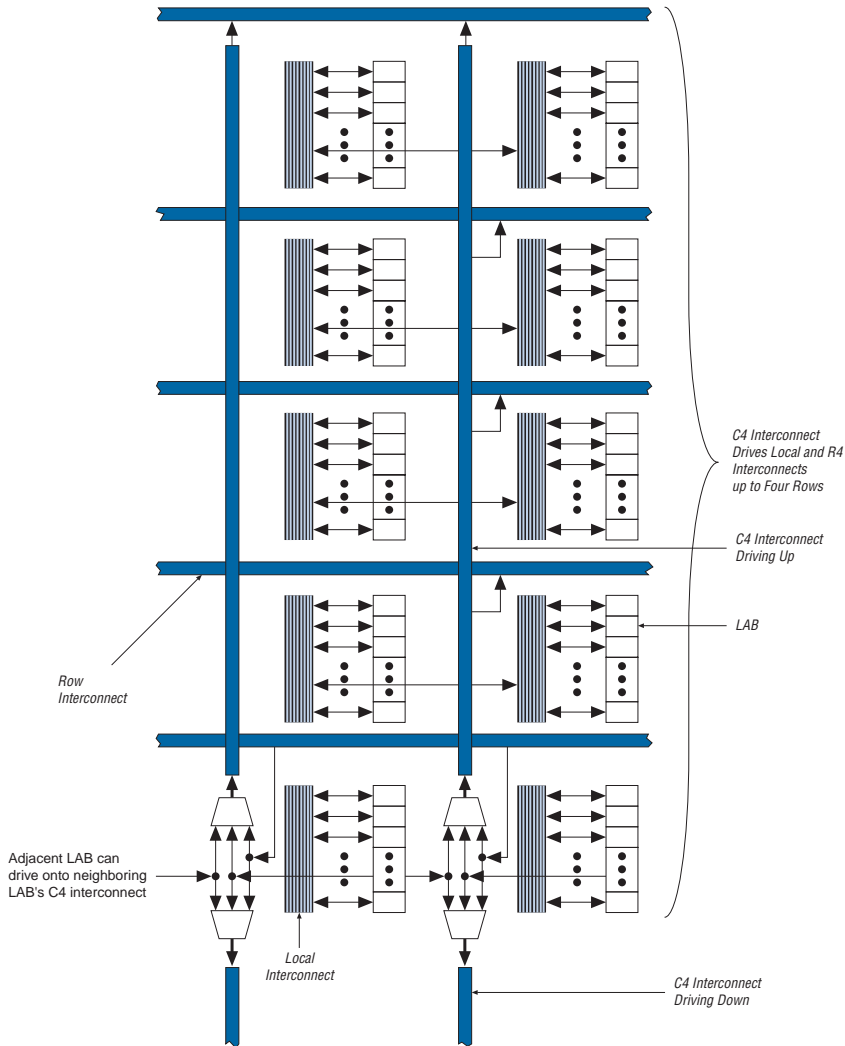 C4 Interconnect
Drives Local and R4
Interconnects
up to Four Rows
C4 Interconnect
Driving Up
LAB
Row
Interconnect
Adjacent LAB can
drive onto neighboring
LAB's C4 interconnect
Local
Interconnect
C4 Interconnect
Driving Down